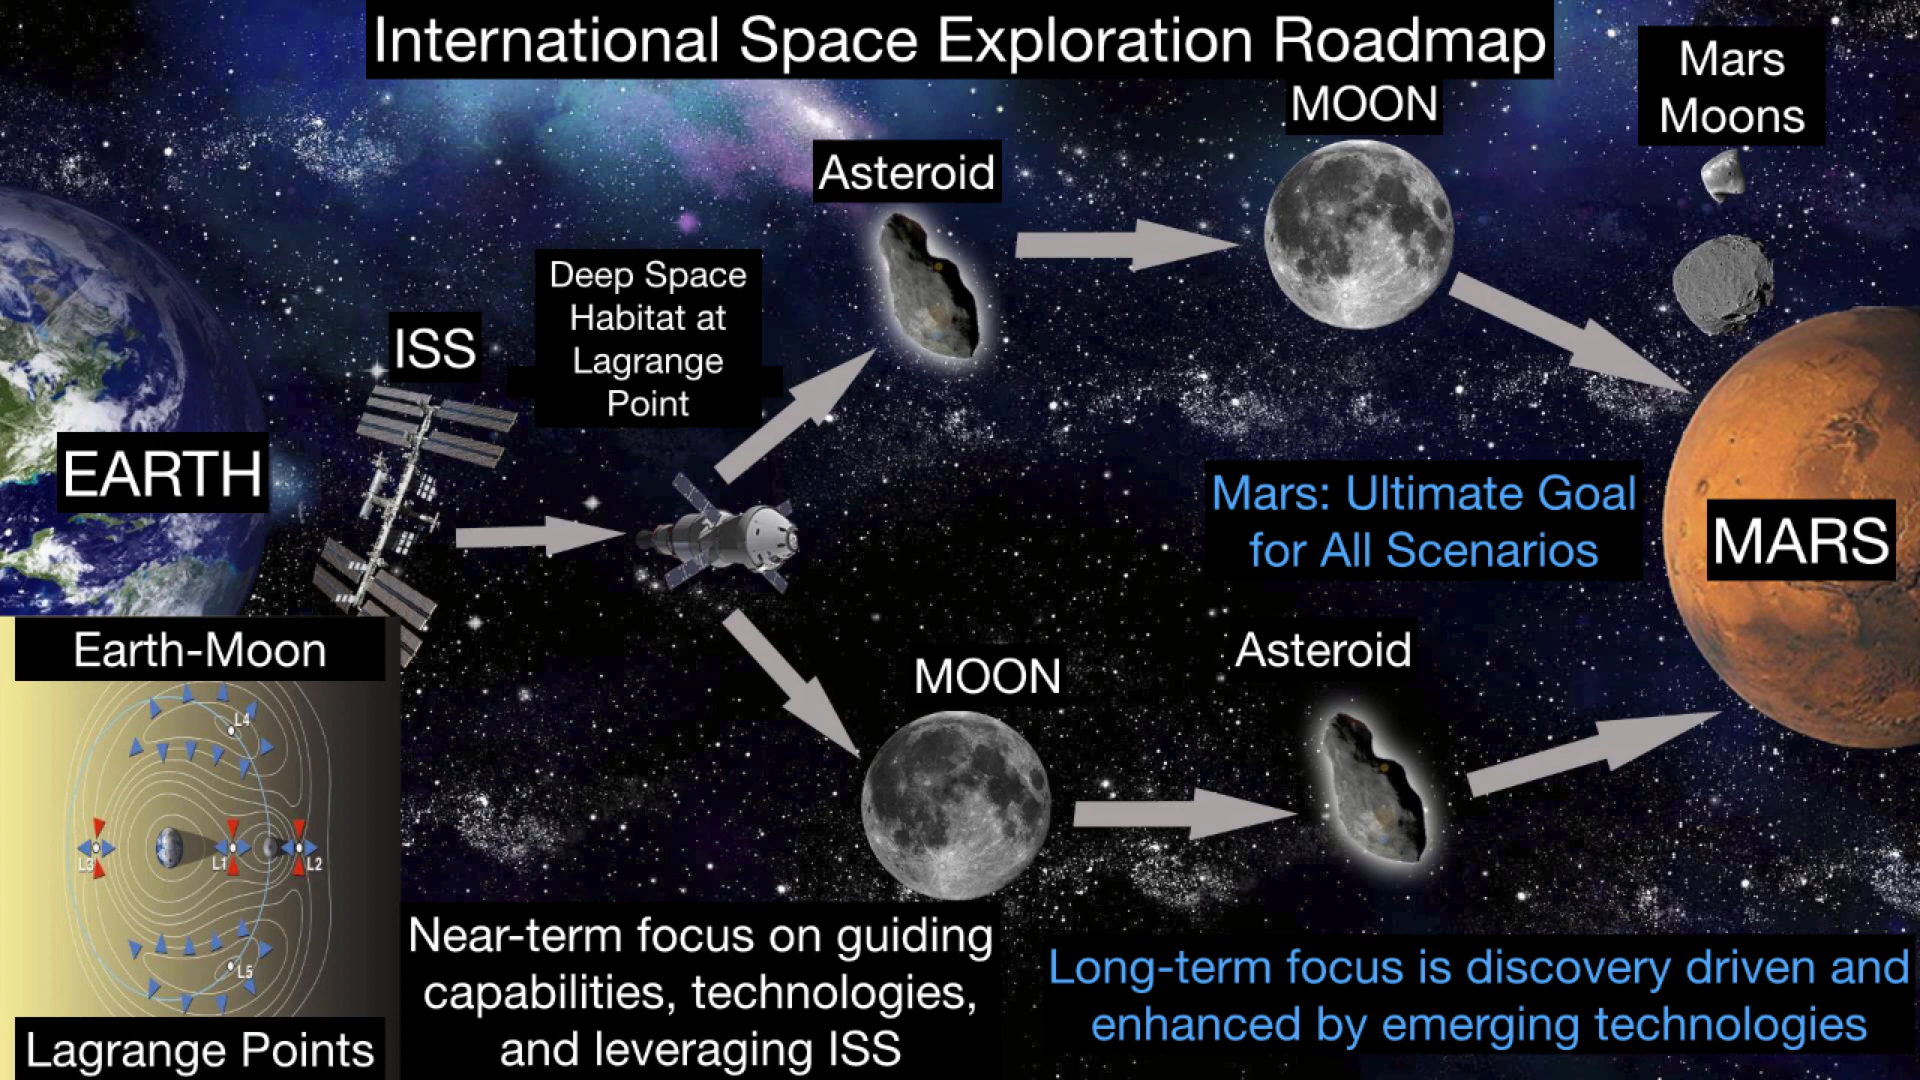 International Space Exploration Roadmap
MOON
Mars
Moons
Asteroid
Deep Space
Habitat at
Lagrange
Point
ISS
EARTH
Mars: Ultimate Goal
for All Scenarios
MARS
Earth-Moon
L4
L3
L1
L2
L5
Lagrange Points
MOON
Asteroid
Near-term focus on guiding
capabilities, technologies,
and leveraging ISS
Long-term focus is discovery driven and
enhanced by emerging technologies